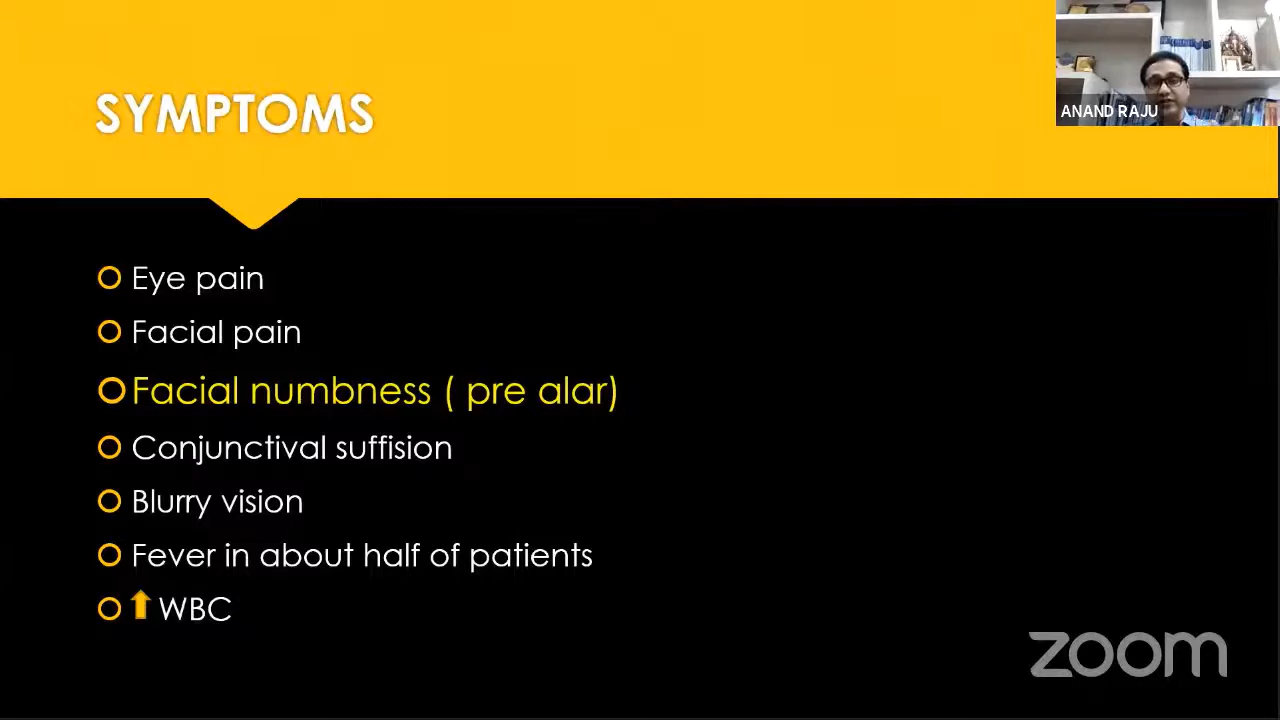 SYMPTOMS
ANAND RAJU
Eye pain
Facial pain
Facial numbness ( pre alar)
Conjunctival suffision
Blurry vision
Fever in about half of patients
WBC
zoom